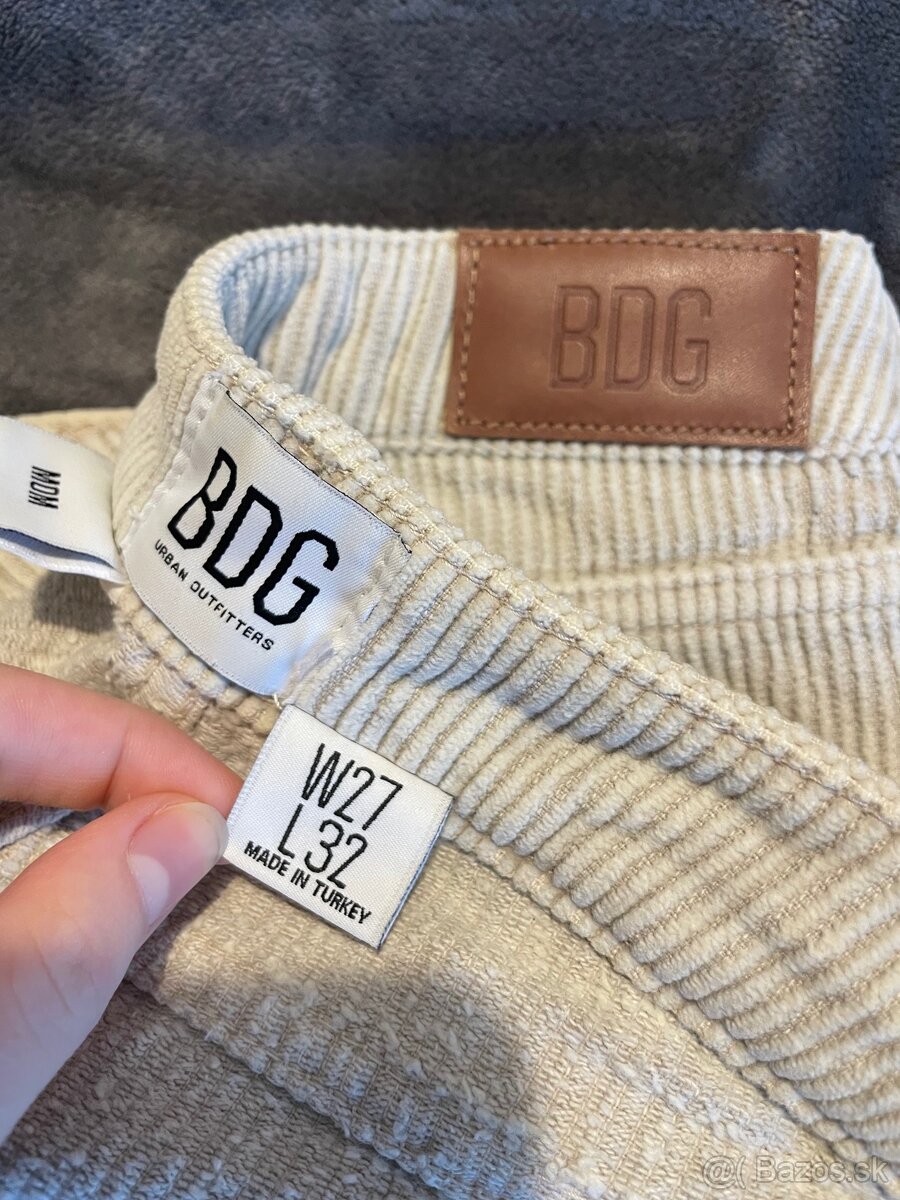 BDG
MOM
BDG
URBAN OUTFITTERS
W27
L32
MADE IN TURKEY
@( Bazos.sk